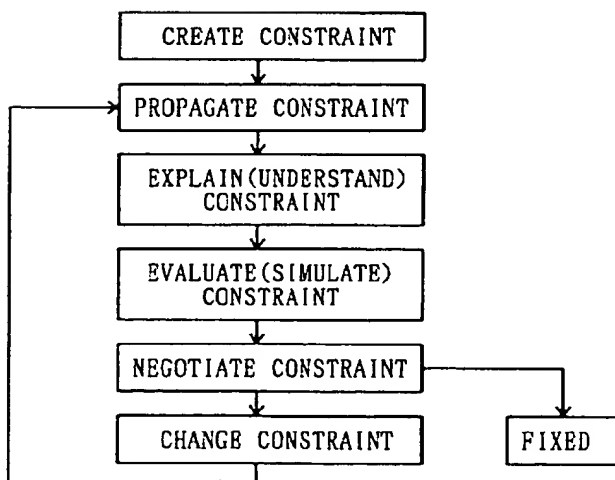 CREATE CONSTRAINT
PROPAGATE CONSTRAINT
EXPLAIN(UNDERSTAND)
CONSTRAINT
EVALUATE(SIMULATE)
CONSTRAINT
NEGOTIATE CONSTRAINT
CHANGE CONSTRAINT
FIXED